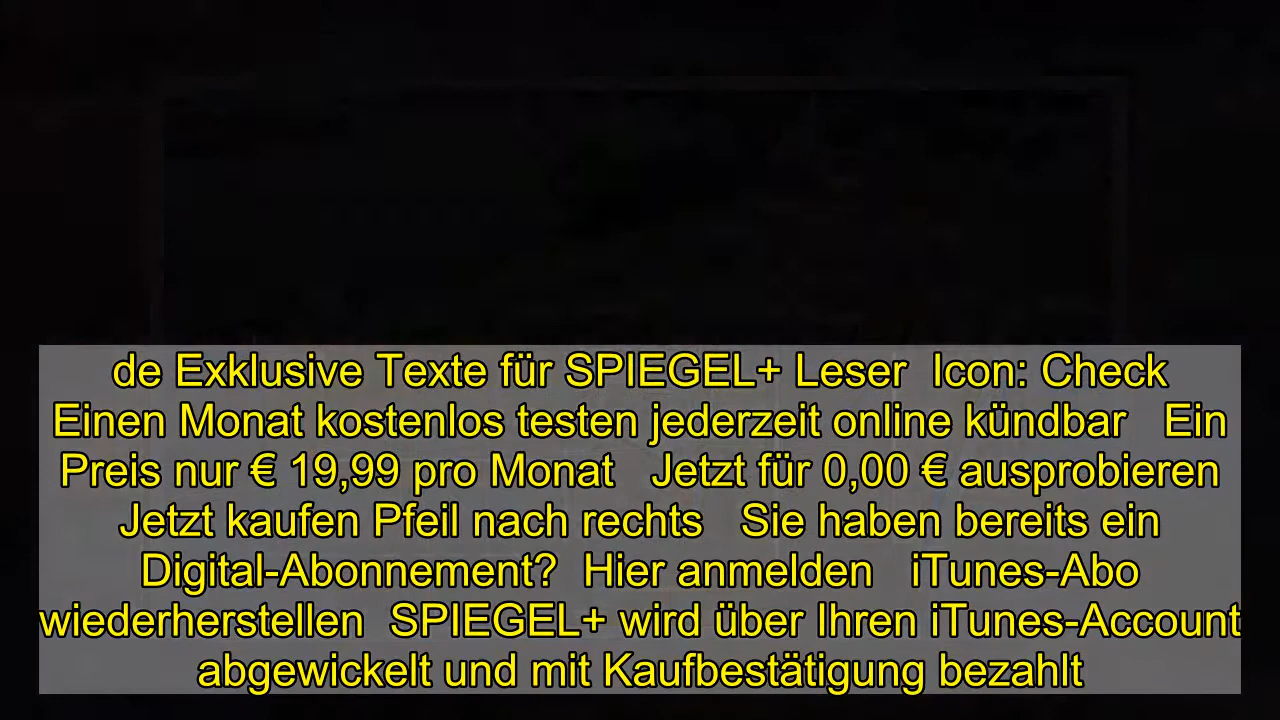 de Exklusive Texte für SPIEGEL+ Leser  Icon: Check
Einen Monat kostenlos testen jederzeit online kündbar   Ein
Preis nur € 19,99 pro Monat   Jetzt für 0,00 € ausprobieren
Jetzt kaufen Pfeil nach rechts   Sie haben bereits ein
Digital-Abonnement?  Hier anmelden   iTunes-Abo
wiederherstellen  SPIEGEL+ wird über Ihren iTunes-Account
abgewickelt und mit Kaufbestätigung bezahlt